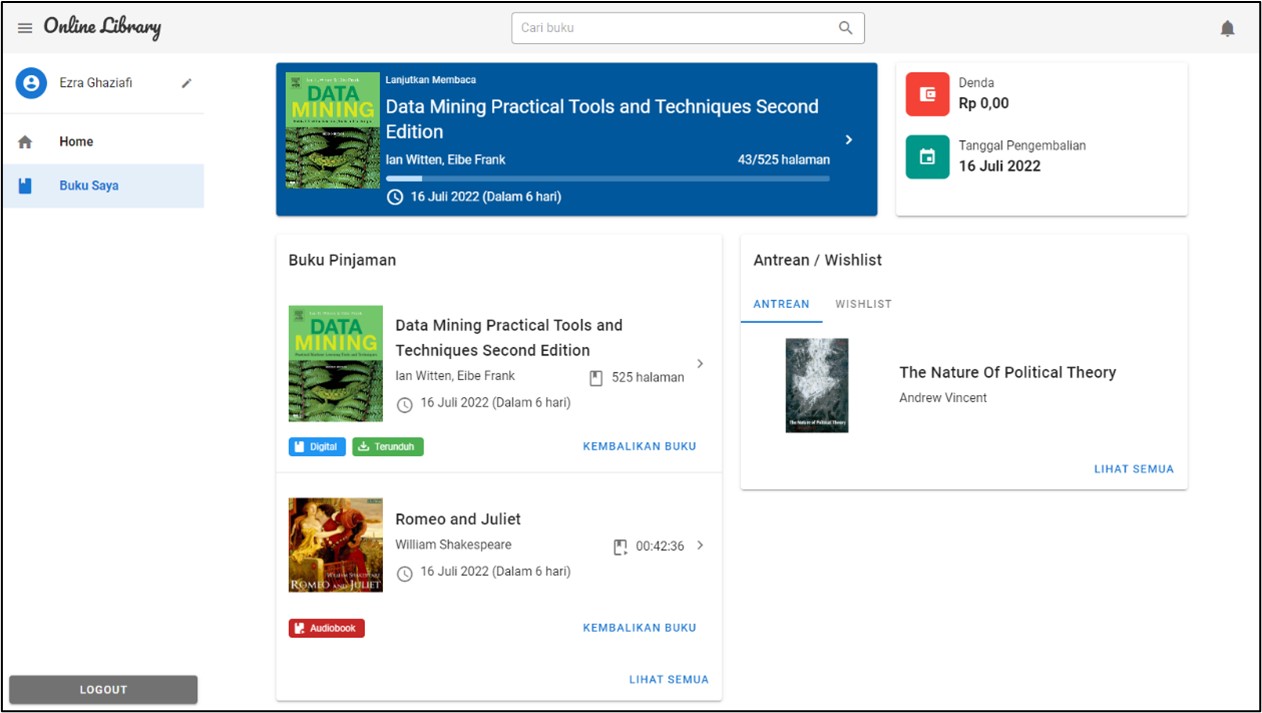 Online Library
Cari buku
Ezra Ghaziafi
Home
Buku Saya
LOGOUT
DATA
MINING
Lanjutkan Membaca
Data Mining Practical Tools and Techniques Second
Edition
Ian Witten, Eibe Frank
43/525 halaman
16 Juli 2022 (Dalam 6 hari)
Denda
Rp 0,00
Tanggal Pengembalian
16 Juli 2022
Buku Pinjaman
DATA
MINING
Data Mining Practical Tools and
Techniques Second Edition
Ian Witten, Eibe Frank
525 halaman
16 Juli 2022 (Dalam 6 hari)
Digital
Terunduh
KEMBALIKAN BUKU
WILLIAM SHAKESPEARE
ROMEO AND JULIET
Romeo and Juliet
William Shakespeare
00:42:36
16 Juli 2022 (Dalam 6 hari)
Audiobook
KEMBALIKAN BUKU
LIHAT SEMUA
Antrean / Wishlist
ANTREAN
WISHLIST
The Nature of Political Theory
The Nature Of Political Theory
Andrew Vincent
LIHAT SEMUA